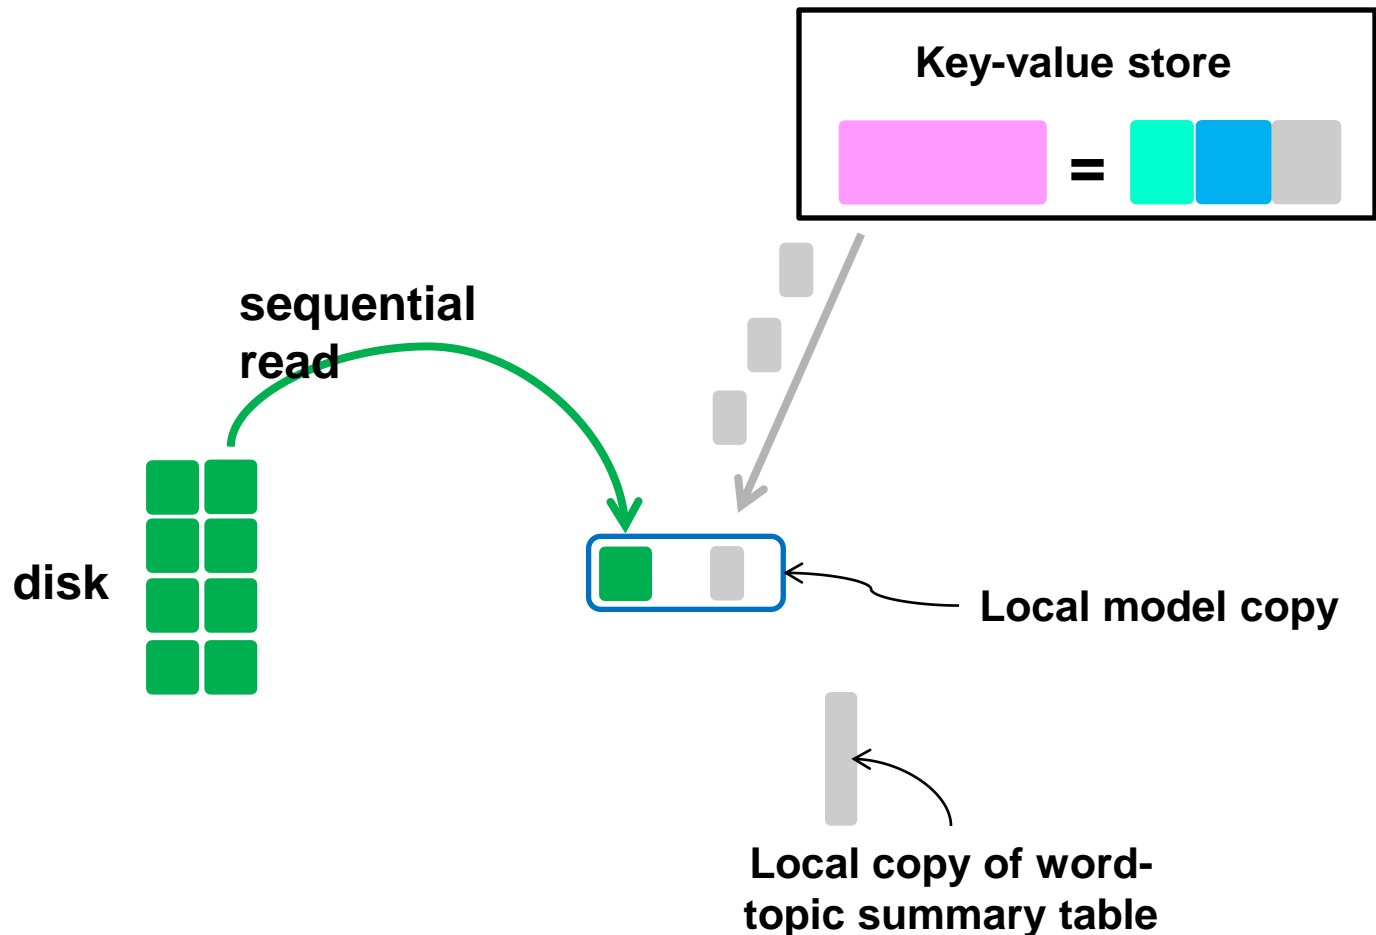 Key-value store
=
sequential
read
disk
Local model copy
Local copy of word-
topic summary table